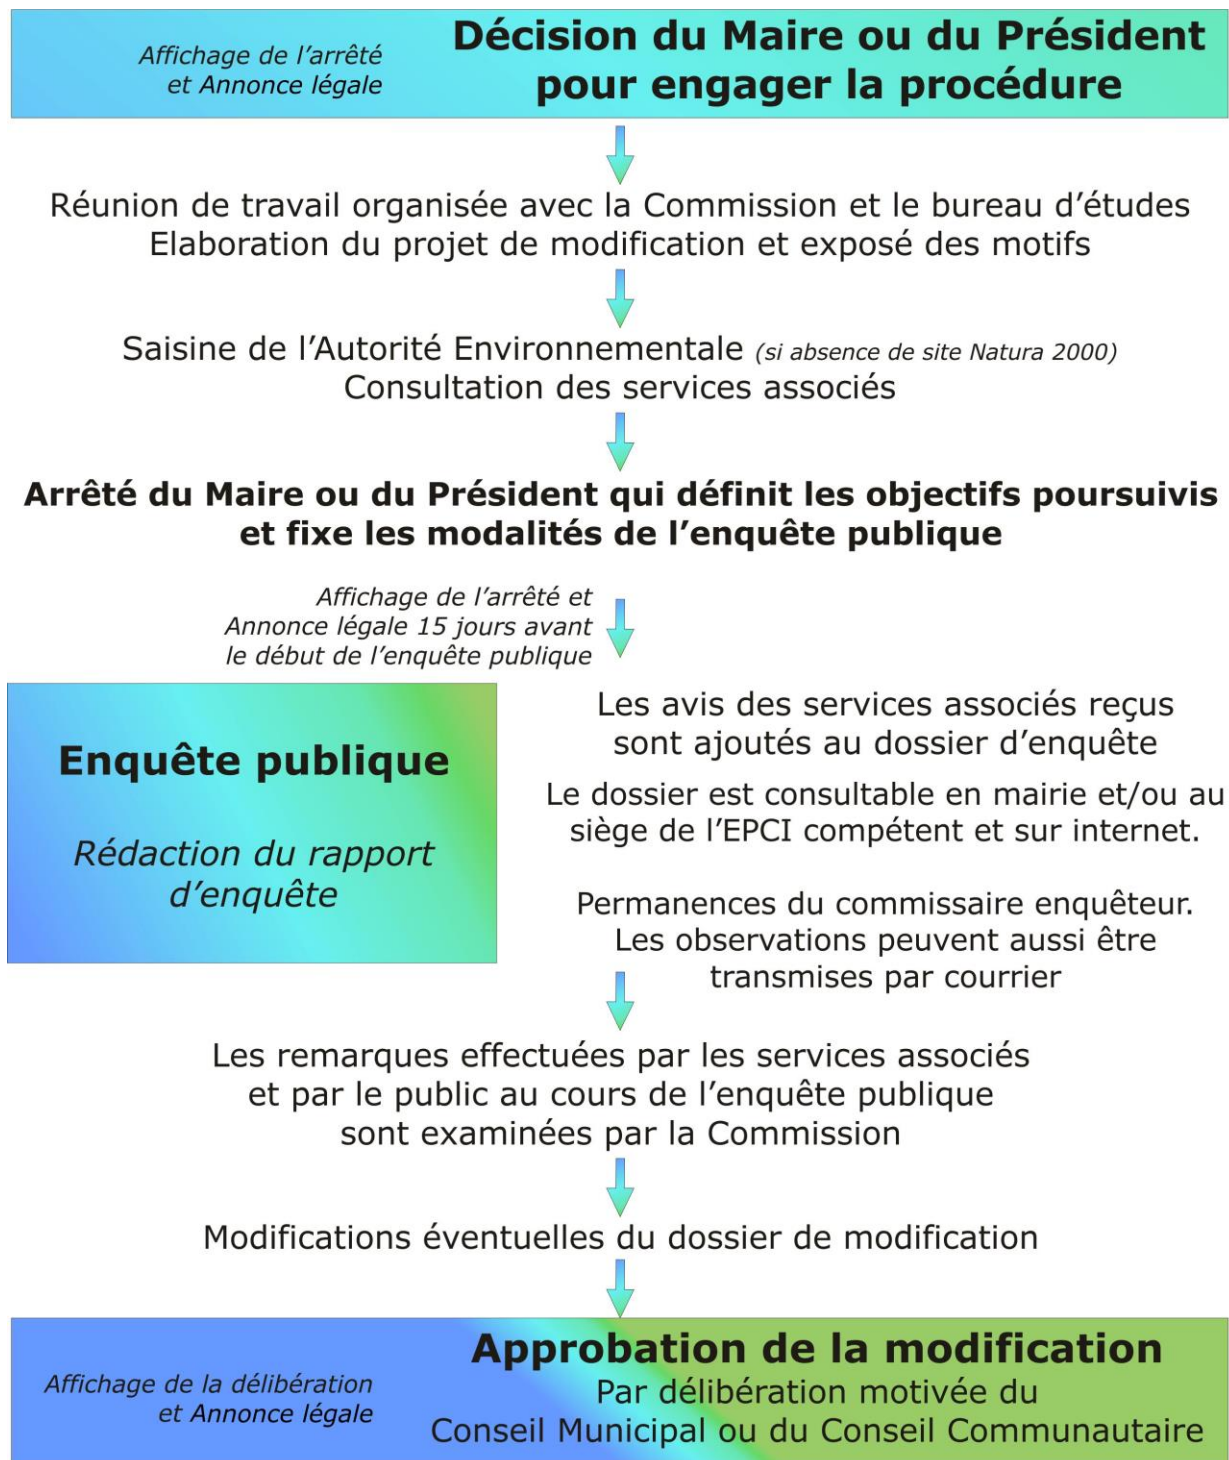 Affichage de l’arrêté
et Annonce légale
Décision du Maire ou du Président
pour engager la procédure
Réunion de travail organisée avec la Commission et le bureau d’études
Elaboration du projet de modification et exposé des motifs
Saisine de l’Autorité Environnementale (si absence de site Natura 2000)
Consultation des services associés
Arrêté du Maire ou du Président qui définit les objectifs poursuivis
et fixe les modalités de l’enquête publique
Affichage de l’arrêté et
Annonce légale 15 jours avant
le début de l’enquête publique
Enquête publique
Rédaction du rapport
d’enquête
Les avis des services associés reçus
sont ajoutés au dossier d’enquête
Le dossier est consultable en mairie et/ou au
siège de l’EPCI compétent et sur internet.
Permanences du commissaire enquêteur.
Les observations peuvent aussi être
transmises par courrier
Les remarques effectuées par les services associés
et par le public au cours de l’enquête publique
sont examinées par la Commission
Modifications éventuelles du dossier de modification
Affichage de la délibération
et Annonce légale
Approbation de la modification
Par délibération motivée du
Conseil Municipal ou du Conseil Communautaire